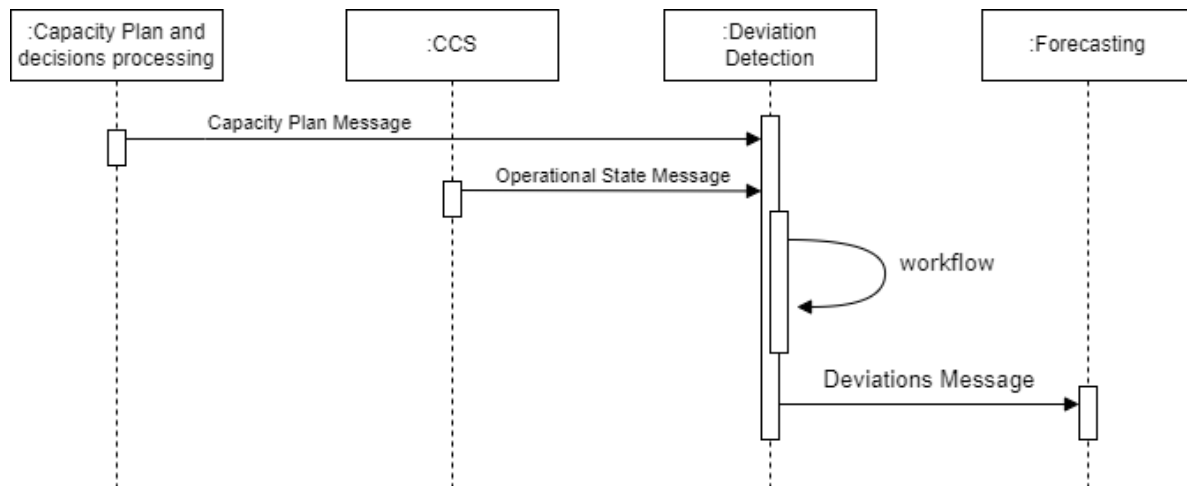 :Capacity Plan and
decisions processing
:CCS
:Deviation
Detection
:Forecasting
Capacity Plan Message
Operational State Message
workflow
Deviations Message